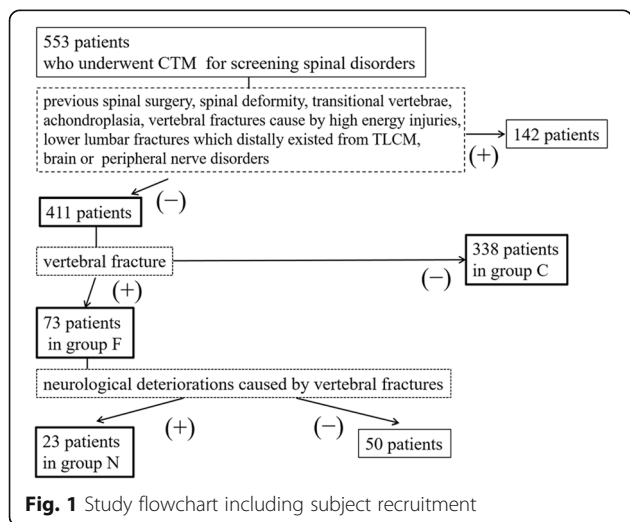 553 patients
who underwent CTM for screening spinal disorders
previous spinal surgery, spinal deformity, transitional vertebrae,
achondroplasia, vertebral fractures cause by high energy injuries,
lower lumbar fractures which distally existed from TLCM,
brain or peripheral nerve disorders
(+)
142 patients
(−)
411 patients
vertebral fracture
(−)
338 patients
in group C
(+)
73 patients
in group F
neurological deteriorations caused by vertebral fractures
(+)
(−)
23 patients
in group N
50 patients
Fig. 1 Study flowchart including subject recruitment